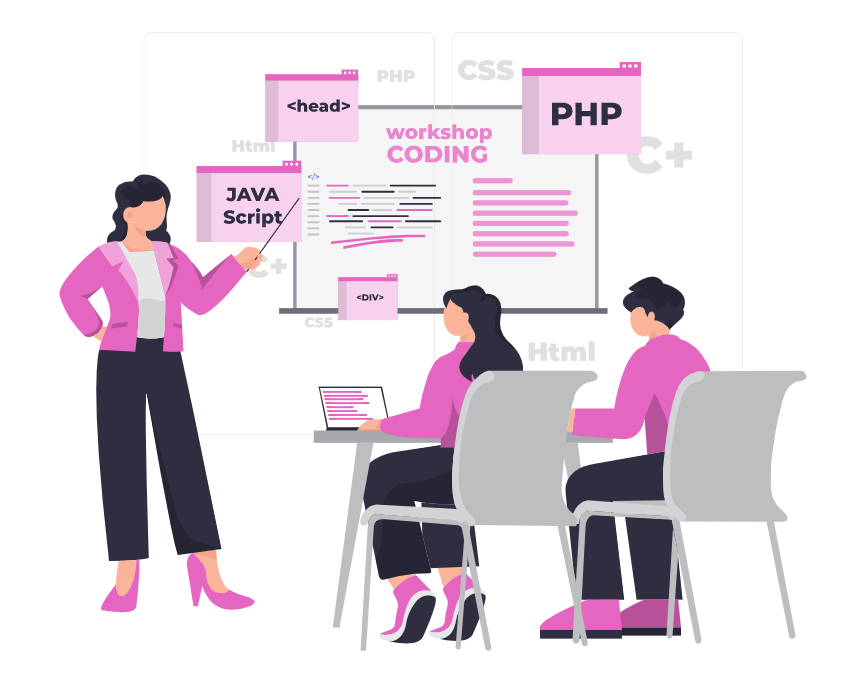 PHP
CSS
<head>
PHP
workshop
CODING
Html
C+
</>
JAVA
Script
C+
<DIV>
CSS
Html